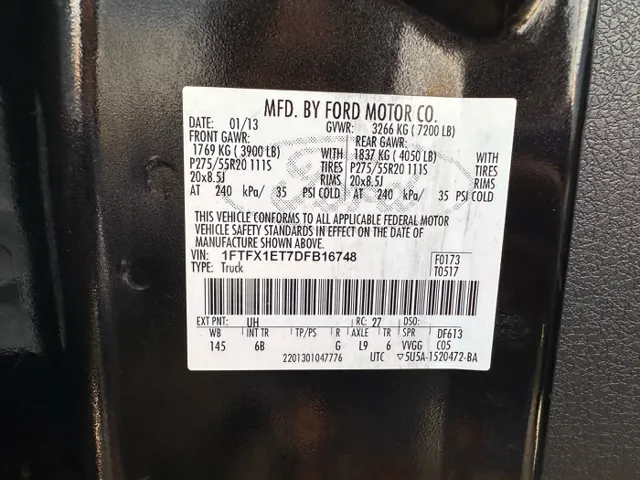 MFD. BY FORD MOTOR CO.
DATE: 01/13 GVWR: 3266 KG ( 7200 LB)
FRONT GAWR: REAR GAWR:
1769 KG ( 3900 LB) WITH 1837 KG ( 4050 LB) WITH
P275/55R20 111S TIRES P275/55R20 111S TIRES
20x8.5J RIMS 20x8.5J RIMS
AT 240 kPa/ 35 PSI COLD AT 240 kPa/ 35 PSI COLD
THIS VEHICLE CONFORMS TO ALL APPLICABLE FEDERAL MOTOR
VEHICLE SAFETY STANDARDS IN EFFECT ON THE DATE OF
MANUFACTURE SHOWN ABOVE.
VIN: 1FTFX1ET7DFB16748 F0173
TYPE: Truck T0517
EXT PNT: UH RC: 27 DSO:
WB INT TR TP/PS R AXLE TR SPR DF613
145 6B G L9 6 VVGG C05
2201301047776 UTC ▽5U5A-1520472-BA
Ford